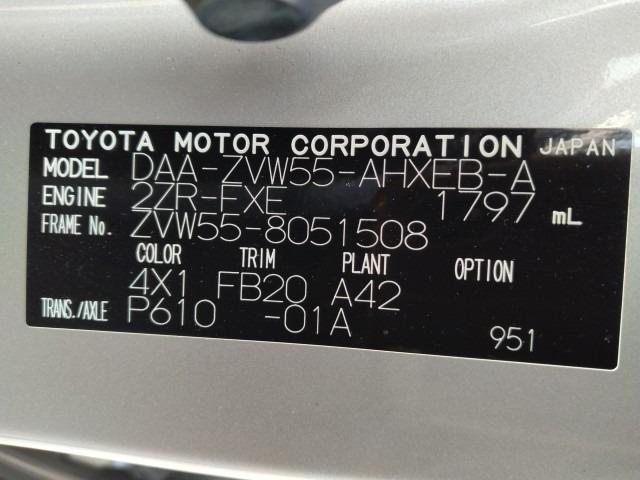 TOYOTA MOTOR CORPORATION JAPAN
MODEL DAA-ZVW55-AHXEB-A
ENGINE 2ZR-FXE 1797 mL
FRAME No. ZVW55-8051508
COLOR TRIM PLANT OPTION
4X1 FB20 A42
TRANS./AXLE P610 -01A
951